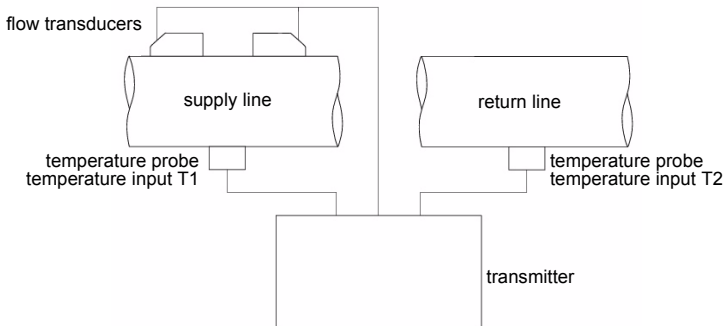 flow transducers
supply line
return line
temperature probe
temperature input T1
temperature probe
temperature input T2
transmitter